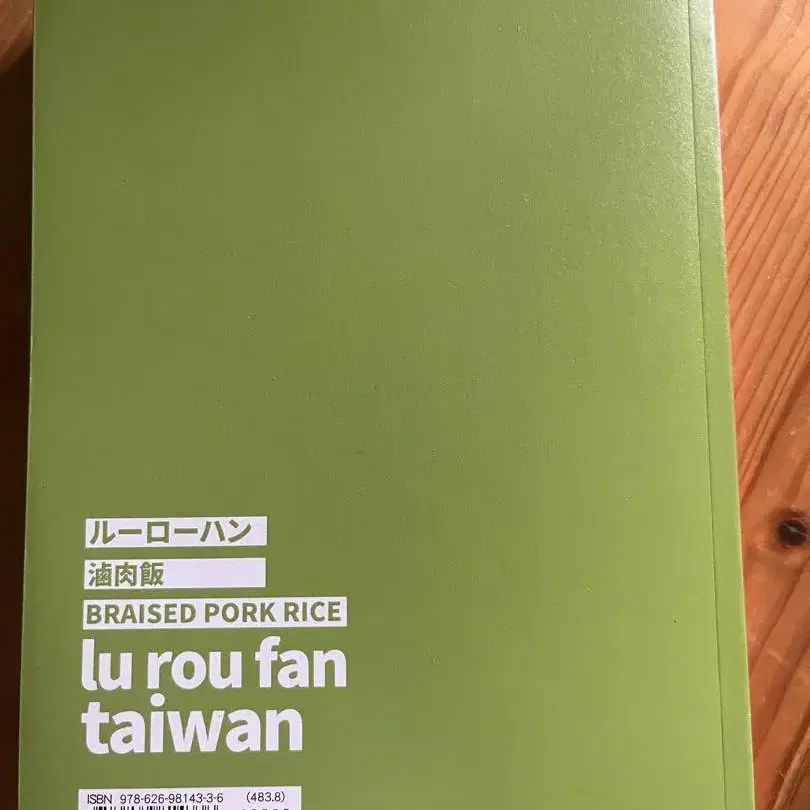 ルーローハン
滷肉飯
BRAISED PORK RICE
lu rou fan
taiwan
ISBN 978-626-98143-3-6 (483.8)